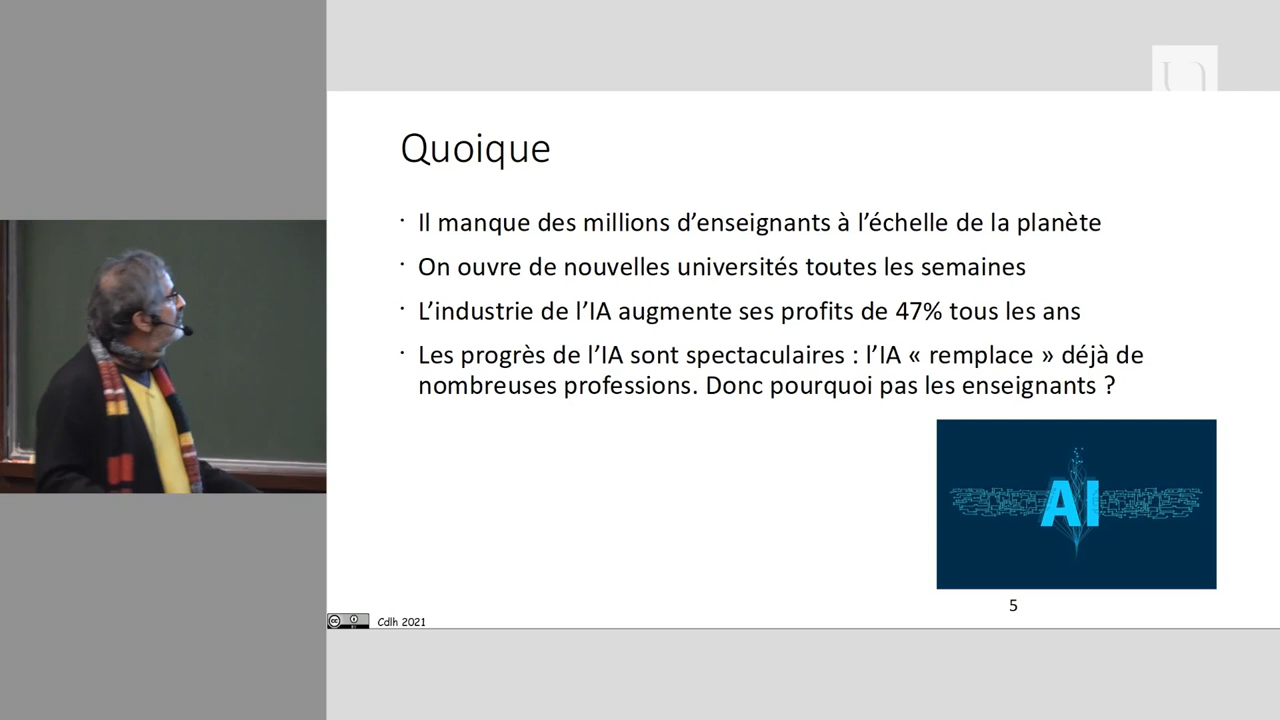 Quoique
· Il manque des millions d’enseignants à l’échelle de la planète
· On ouvre de nouvelles universités toutes les semaines
· L’industrie de l’IA augmente ses profits de 47% tous les ans
· Les progrès de l’IA sont spectaculaires : l’IA « remplace » déjà de
nombreuses professions. Donc pourquoi pas les enseignants ?
AI
5
cc
Cdlh 2021